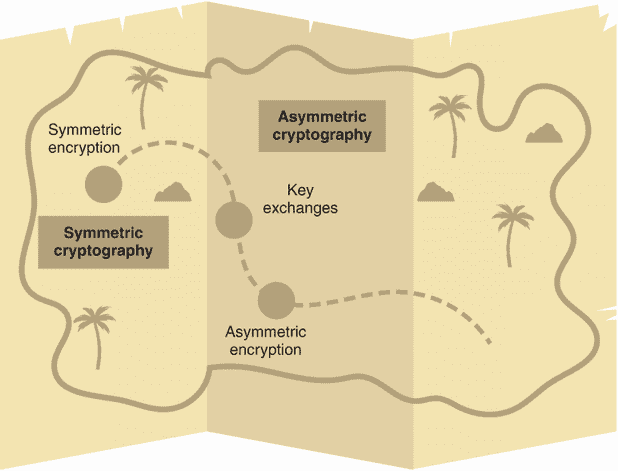 Symmetric
encryption
Symmetric
cryptography
Asymmetric
cryptography
Key
exchanges
Asymmetric
encryption